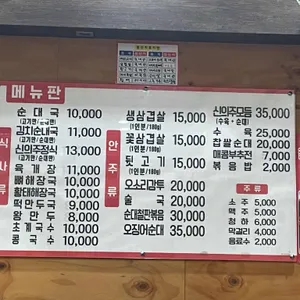 메뉴판
식사류
순대국 10,000
(고기만/순대만)
김치순대국 11,000
(고기만/순대만)
신의주정식 13,000
(고기만/순대만)
육개장 11,000
뼈해장국 10,000
황태해장국 10,000
떡만두국 9,000
왕만두 8,000
초계국수 10,000
콩국수 10,000
안주류
생삼겹살 15,000
(1인분/180g)
꽃삼겹살 15,000
(1인분/180g)
뒷고기 15,000
(1인분/180g)
오소리감투 20,000
술국 20,000
순대철판볶음 30,000
오징어순대 35,000
신의주모듬 35,000
(수육·순대)
수육 25,000
찹쌀순대 20,000
매콤부추전 7,000
볶음밥 2,000
주류
소주 5,000
맥주 5,000
청하 6,000
막걸리 4,000
음료수 2,000